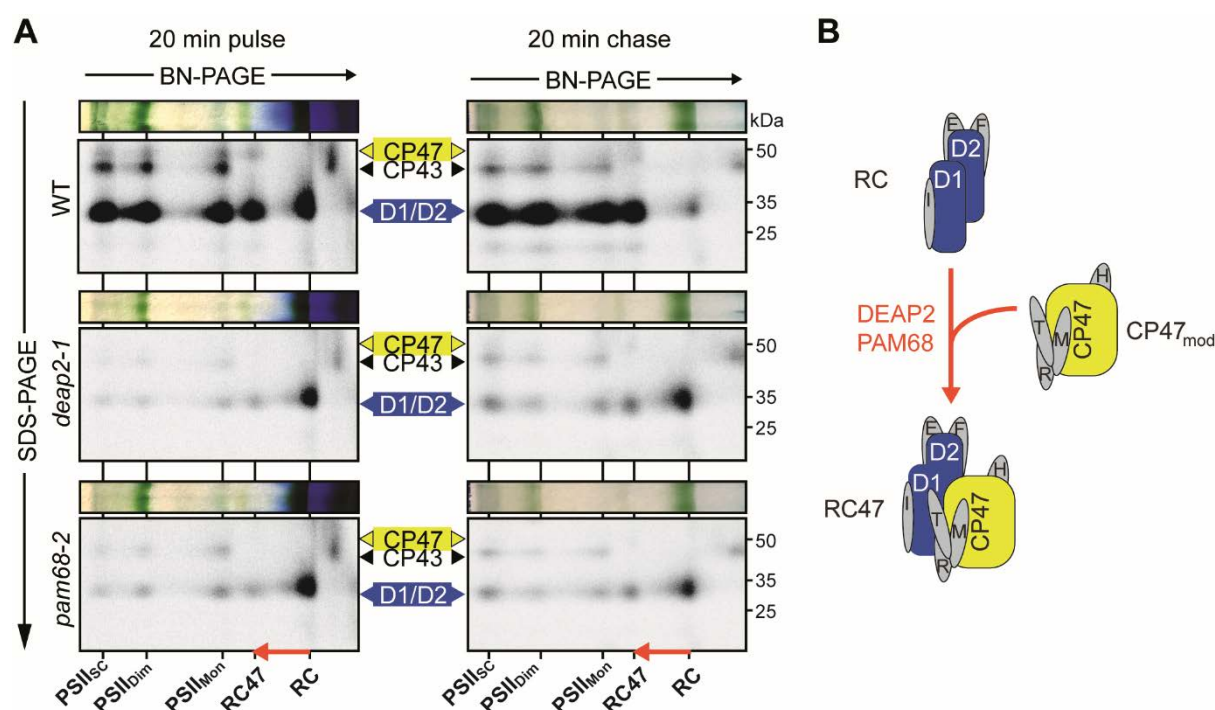 A
20 min pulse
20 min chase
B
BN-PAGE
BN-PAGE
SDS-PAGE
WT
kDa
CP47
CP43
D1/D2
50
35
25
deap2-1
CP47
CP43
D1/D2
50
35
25
pam68-2
CP47
CP43
D1/D2
50
35
25
PSIISC
PSIIDim
PSIIMon
RC47
RC
PSIISC
PSIIDim
PSIIMon
RC47
RC
RC
E
F
D2
D1
I
DEAP2
PAM68
H
T
M
CP47
R
CP47mod
RC47
E
F
D2
D1
I
H
T
M
CP47
R